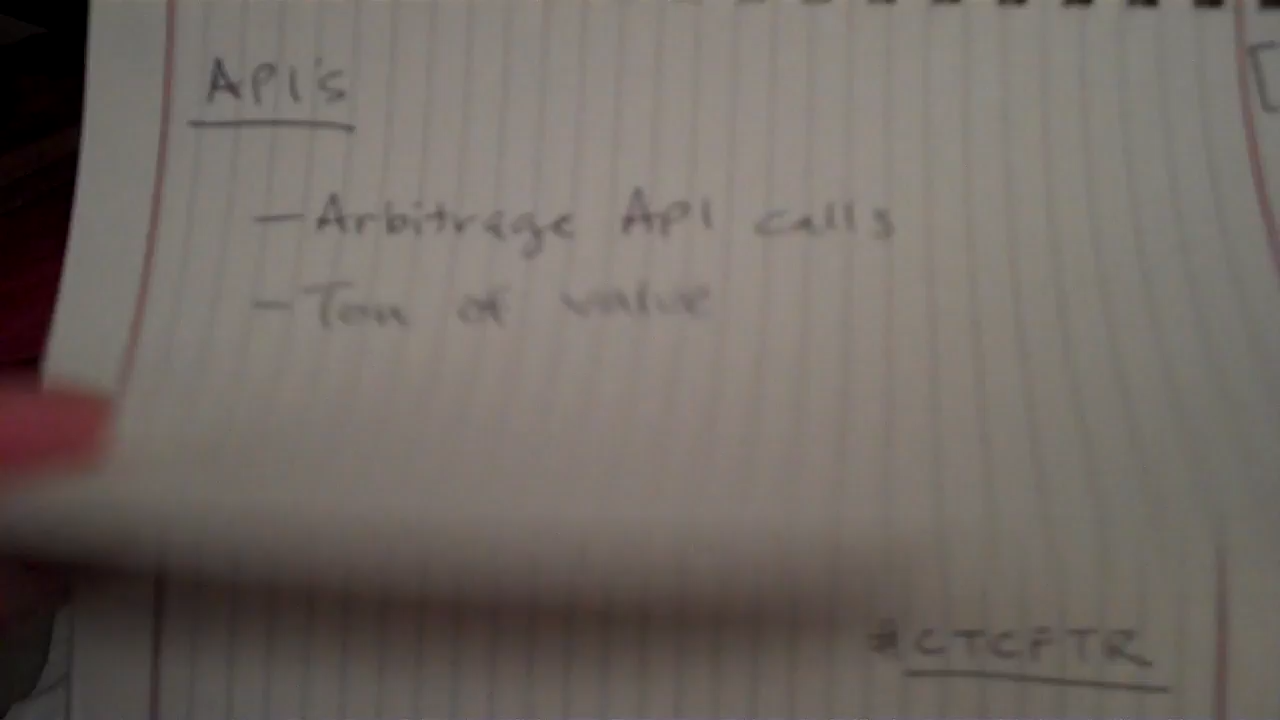 API's
- Arbitrage API calls
- Ton of value
#CTCFTR